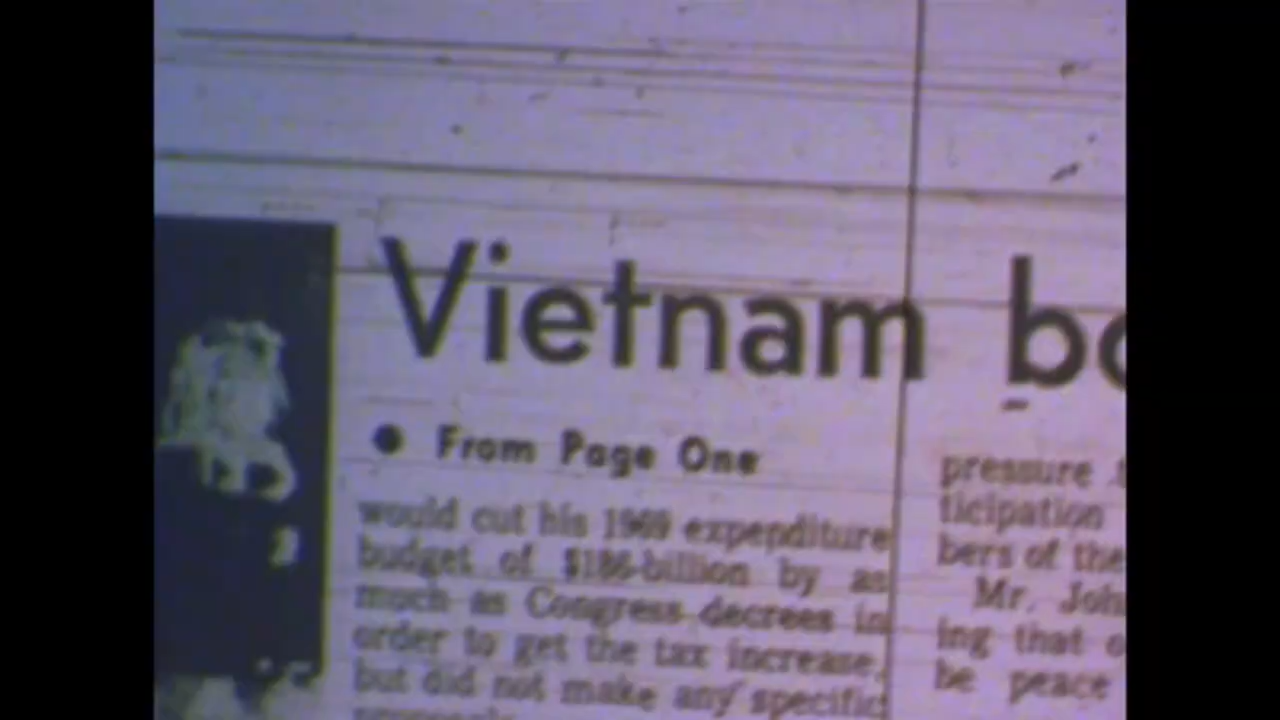 Vietnam bo
● From Page One
would cut his 1969 expenditure
budget of $186-billion by as
much as Congress decrees in
order to get the tax increase,
but did not make any specific
pressure
ticipation
bers of the
Mr. Joh
ing that o
be peace